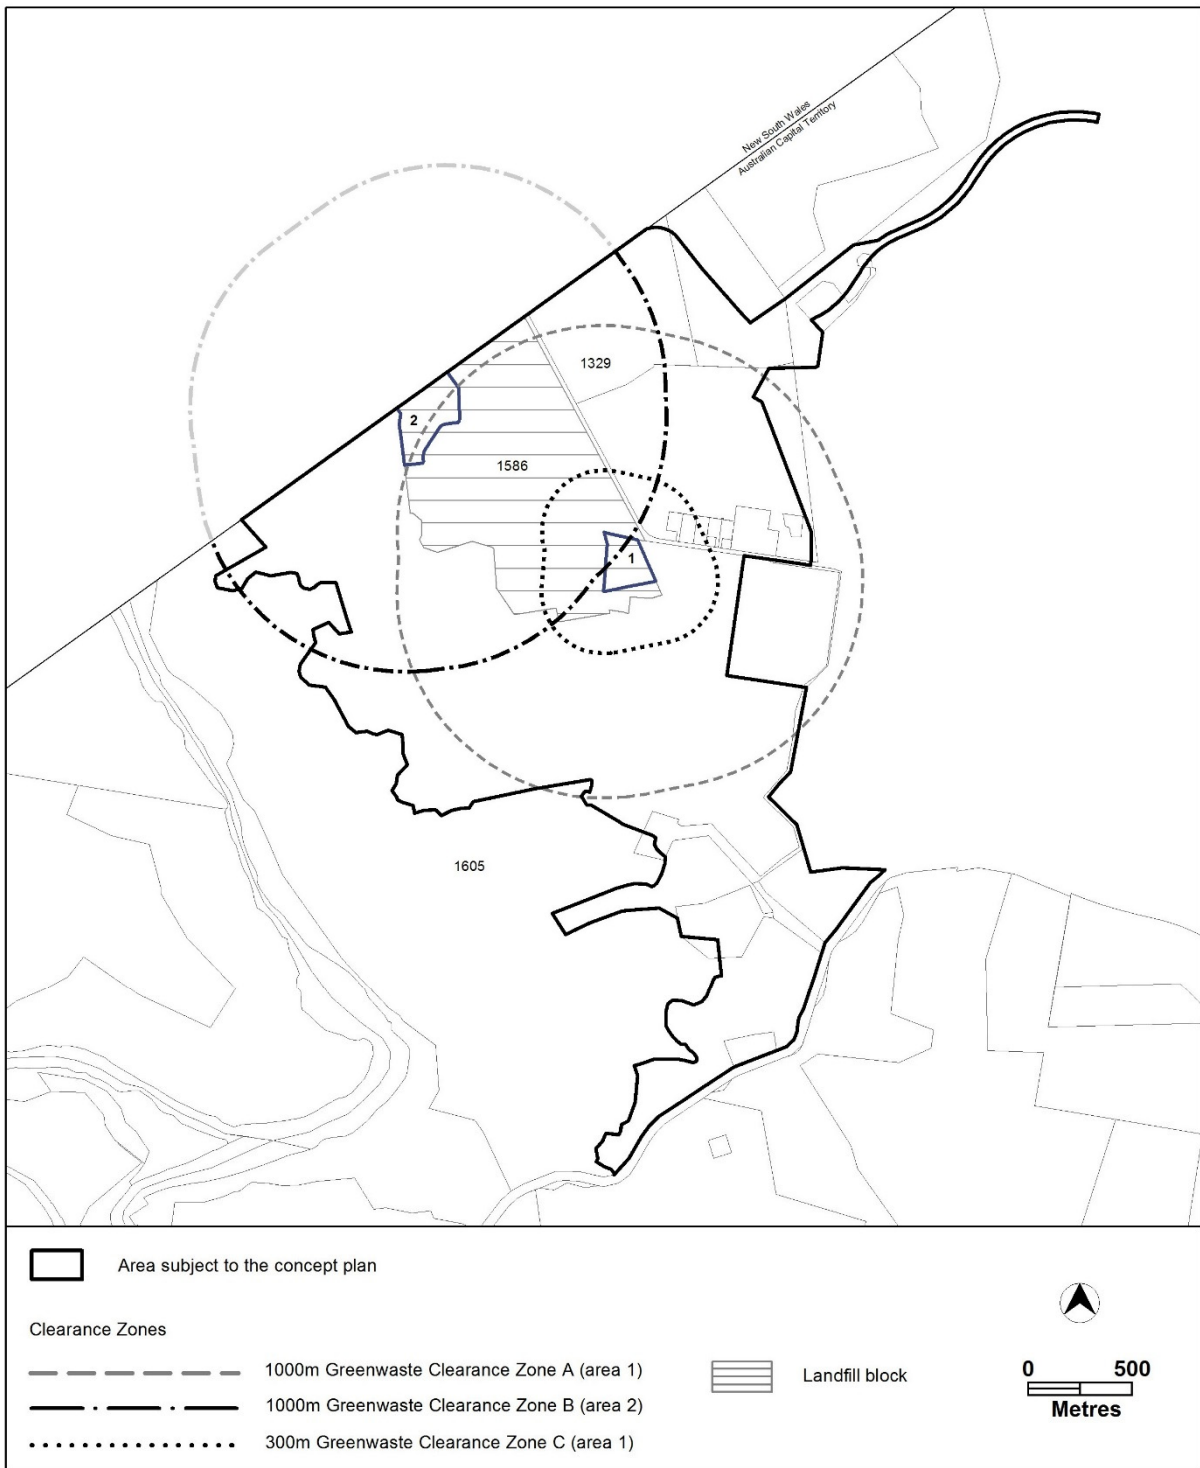 New South Wales
Australian Capital Territory
1329
2
1586
1
1605
Area subject to the concept plan
Clearance Zones
1000m Greenwaste Clearance Zone A (area 1)
1000m Greenwaste Clearance Zone B (area 2)
300m Greenwaste Clearance Zone C (area 1)
Landfill block
0 500
Metres